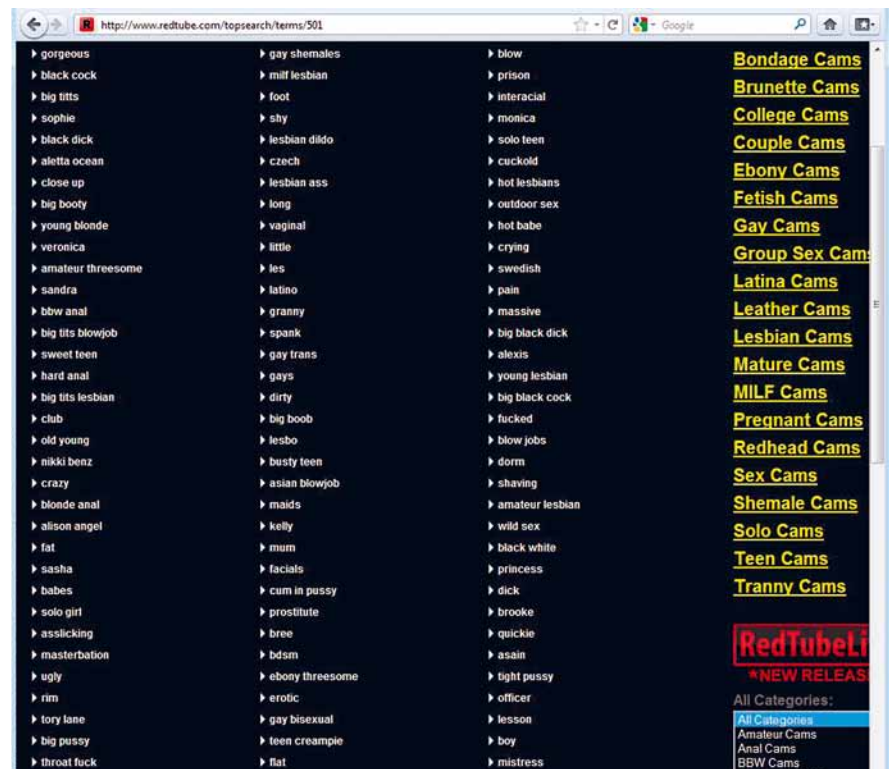 http://www.redtube.com/topsearch/terms/501
Google
gorgeous
black cock
big titts
sophie
black dick
aletta ocean
close up
big booty
young blonde
veronica
amateur threesome
sandra
bbw anal
big tits blowjob
sweet teen
hard anal
big tits lesbian
club
old young
nikki benz
crazy
blonde anal
alison angel
fat
sasha
babes
solo girl
asslicking
masterbation
ugly
rim
tory lane
big pussy
throat fuck
gay shemales
milf lesbian
foot
shy
lesbian dildo
czech
lesbian ass
long
vaginal
little
les
latino
granny
spank
gay trans
gays
dirty
big boob
lesbo
busty teen
asian blowjob
maids
kelly
mum
facials
cum in pussy
prostitute
bree
bdsm
ebony threesome
erotic
gay bisexual
teen creampie
flat
blow
prison
interacial
monica
solo teen
cuckold
hot lesbians
outdoor sex
hot babe
crying
swedish
pain
massive
big black dick
alexis
young lesbian
big black cock
fucked
blow jobs
dorm
shaving
amateur lesbian
wild sex
black white
princess
dick
brooke
quickie
asain
tight pussy
officer
lesson
boy
mistress
Bondage Cams
Brunette Cams
College Cams
Couple Cams
Ebony Cams
Fetish Cams
Gay Cams
Group Sex Cams
Latina Cams
Leather Cams
Lesbian Cams
Mature Cams
MILF Cams
Pregnant Cams
Redhead Cams
Sex Cams
Shemale Cams
Solo Cams
Teen Cams
Tranny Cams
RedTubeLi
*NEW RELEAS
All Categories:
All Categories
Amateur Cams
Anal Cams
BBW Cams